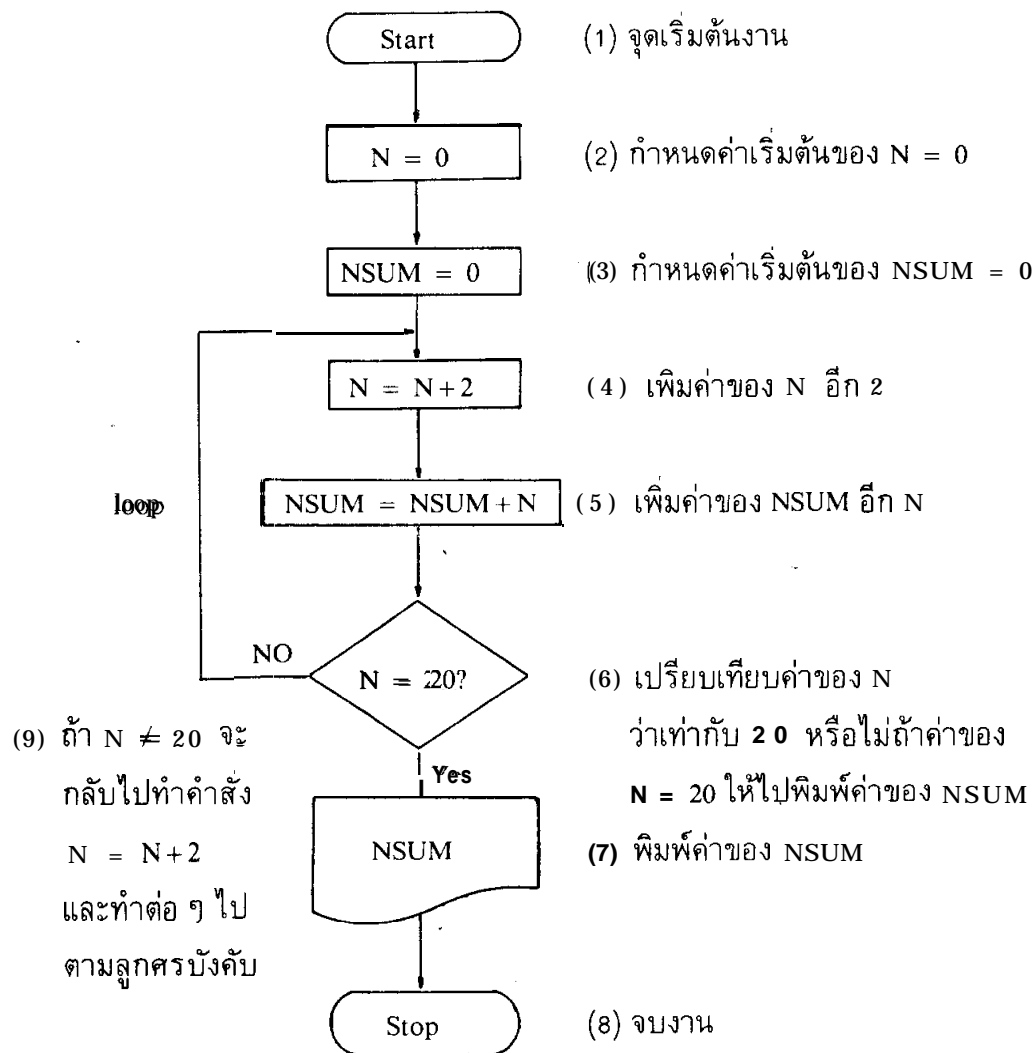 Start (1) จุดเริ่มต้นงาน
N = 0 (2) กำหนดค่าเริ่มต้นของ N = 0
NSUM = 0 (3) กำหนดค่าเริ่มต้นของ NSUM = 0
N = N+2 (4) เพิ่มค่าของ N อีก 2
loop NSUM = NSUM+N (5) เพิ่มค่าของ NSUM อีก N
NO
N = 20? (6) เปรียบเทียบค่าของ N
ว่าเท่ากับ 20 หรือไม่ถ้าค่าของ
N = 20 ให้ไปพิมพ์ค่าของ NSUM
(9) ถ้า N ≠ 20 จะ
กลับไปทำคำสั่ง
N = N+2
และทำต่อ ๆ ไป
ตามลูกศรบังคับ
Yes
NSUM (7) พิมพ์ค่าของ NSUM
Stop (8) จบงาน